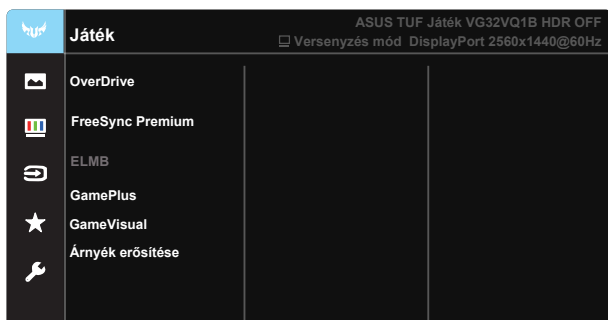 Játék
ASUS TUF Játék VG32VQ1B HDR OFF
Versenyzés mód DisplayPort 2560x1440@60Hz
OverDrive
FreeSync Premium
ELMB
GamePlus
GameVisual
Árnyék erősítése